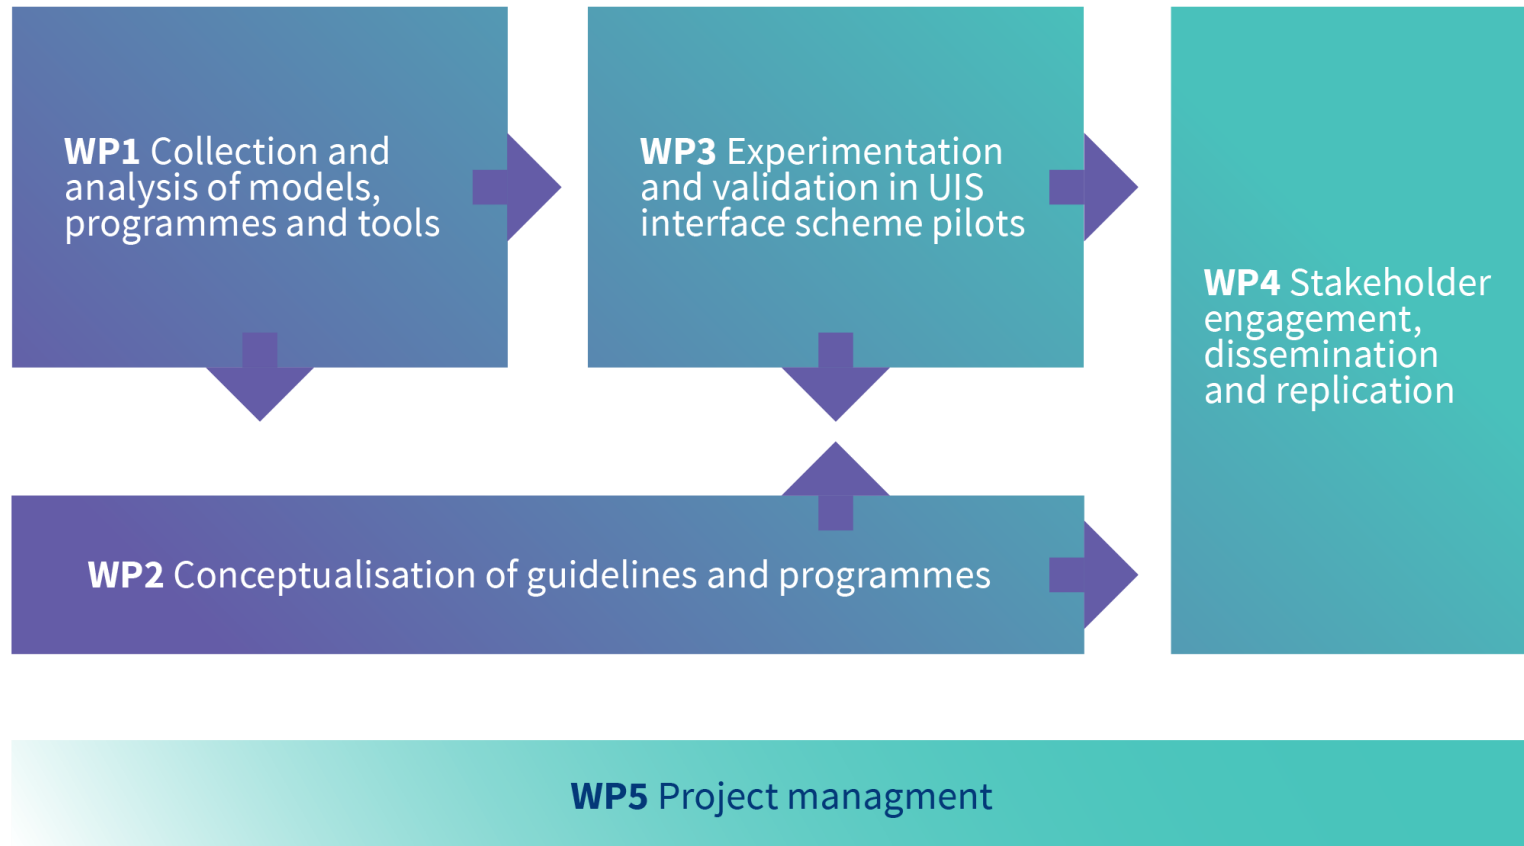 WP1 Collection and
analysis of models,
programmes and tools
WP3 Experimentation
and validation in UIS
interface scheme pilots
WP4 Stakeholder
engagement,
dissemination
and replication
WP2 Conceptualisation of guidelines and programmes
WP5 Project managment